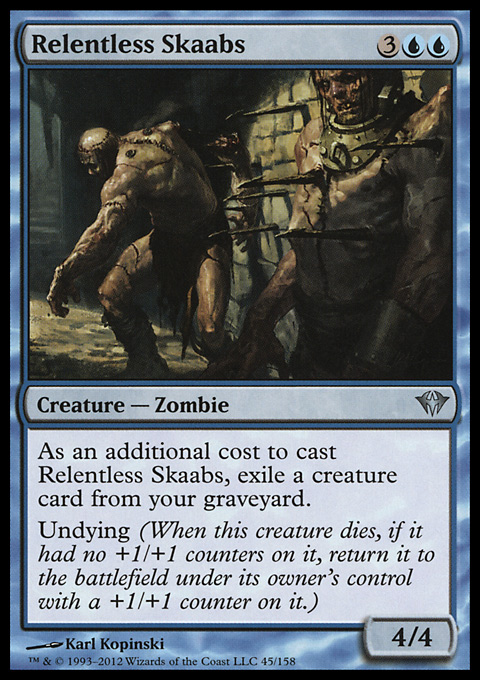 Relentless Skaabs 3
Creature — Zombie
As an additional cost to cast
Relentless Skaabs, exile a creature
card from your graveyard.
Undying (When this creature dies, if it
had no +1/+1 counters on it, return it to
the battlefield under its owner's control
with a +1/+1 counter on it.)
4/4
Karl Kopinski
™ & © 1993–2012 Wizards of the Coast LLC 45/158